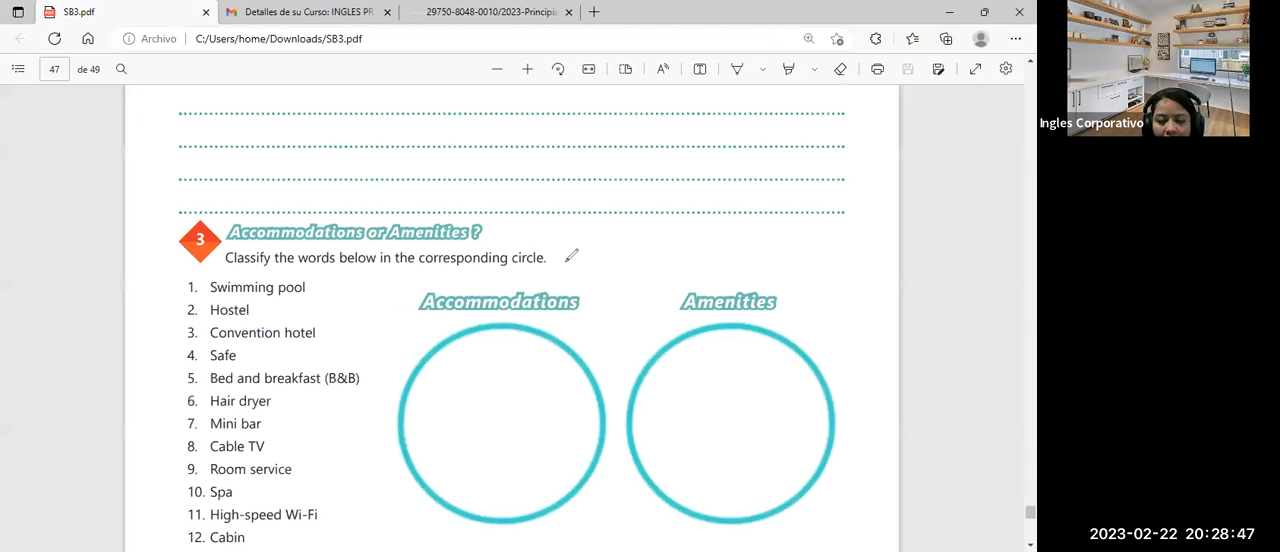 SB3.pdf
Detalles de su Curso: INGLES PR
29750-8048-0010/2023-Principie
Archivo
C:/Users/home/Downloads/SB3.pdf
47
de 49
Ingles Corporativo
3
Accommodations or Amenities ?
Classify the words below in the corresponding circle.
1. Swimming pool
2. Hostel
3. Convention hotel
4. Safe
5. Bed and breakfast (B&B)
6. Hair dryer
7. Mini bar
8. Cable TV
9. Room service
10. Spa
11. High-speed Wi-Fi
12. Cabin
Accommodations
Amenities
2023-02-22 20:28:47